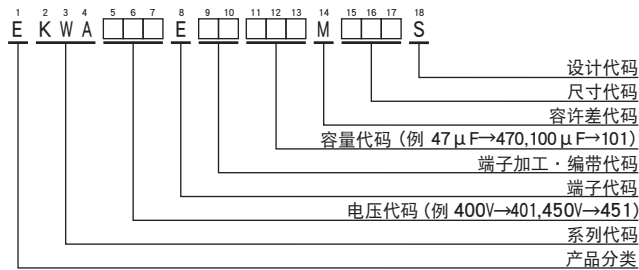 1 2 3 4 5 6 7 8 9 10 11 12 13 14 15 16 17 18
E KWA□□□E□□□□□M□□□S
设计代码
尺寸代码
容许差代码
容量代码 (例 47μF→470,100μF→101)
端子加工・编带代码
端子代码
电压代码 (例 400V→401,450V→451)
系列代码
产品分类